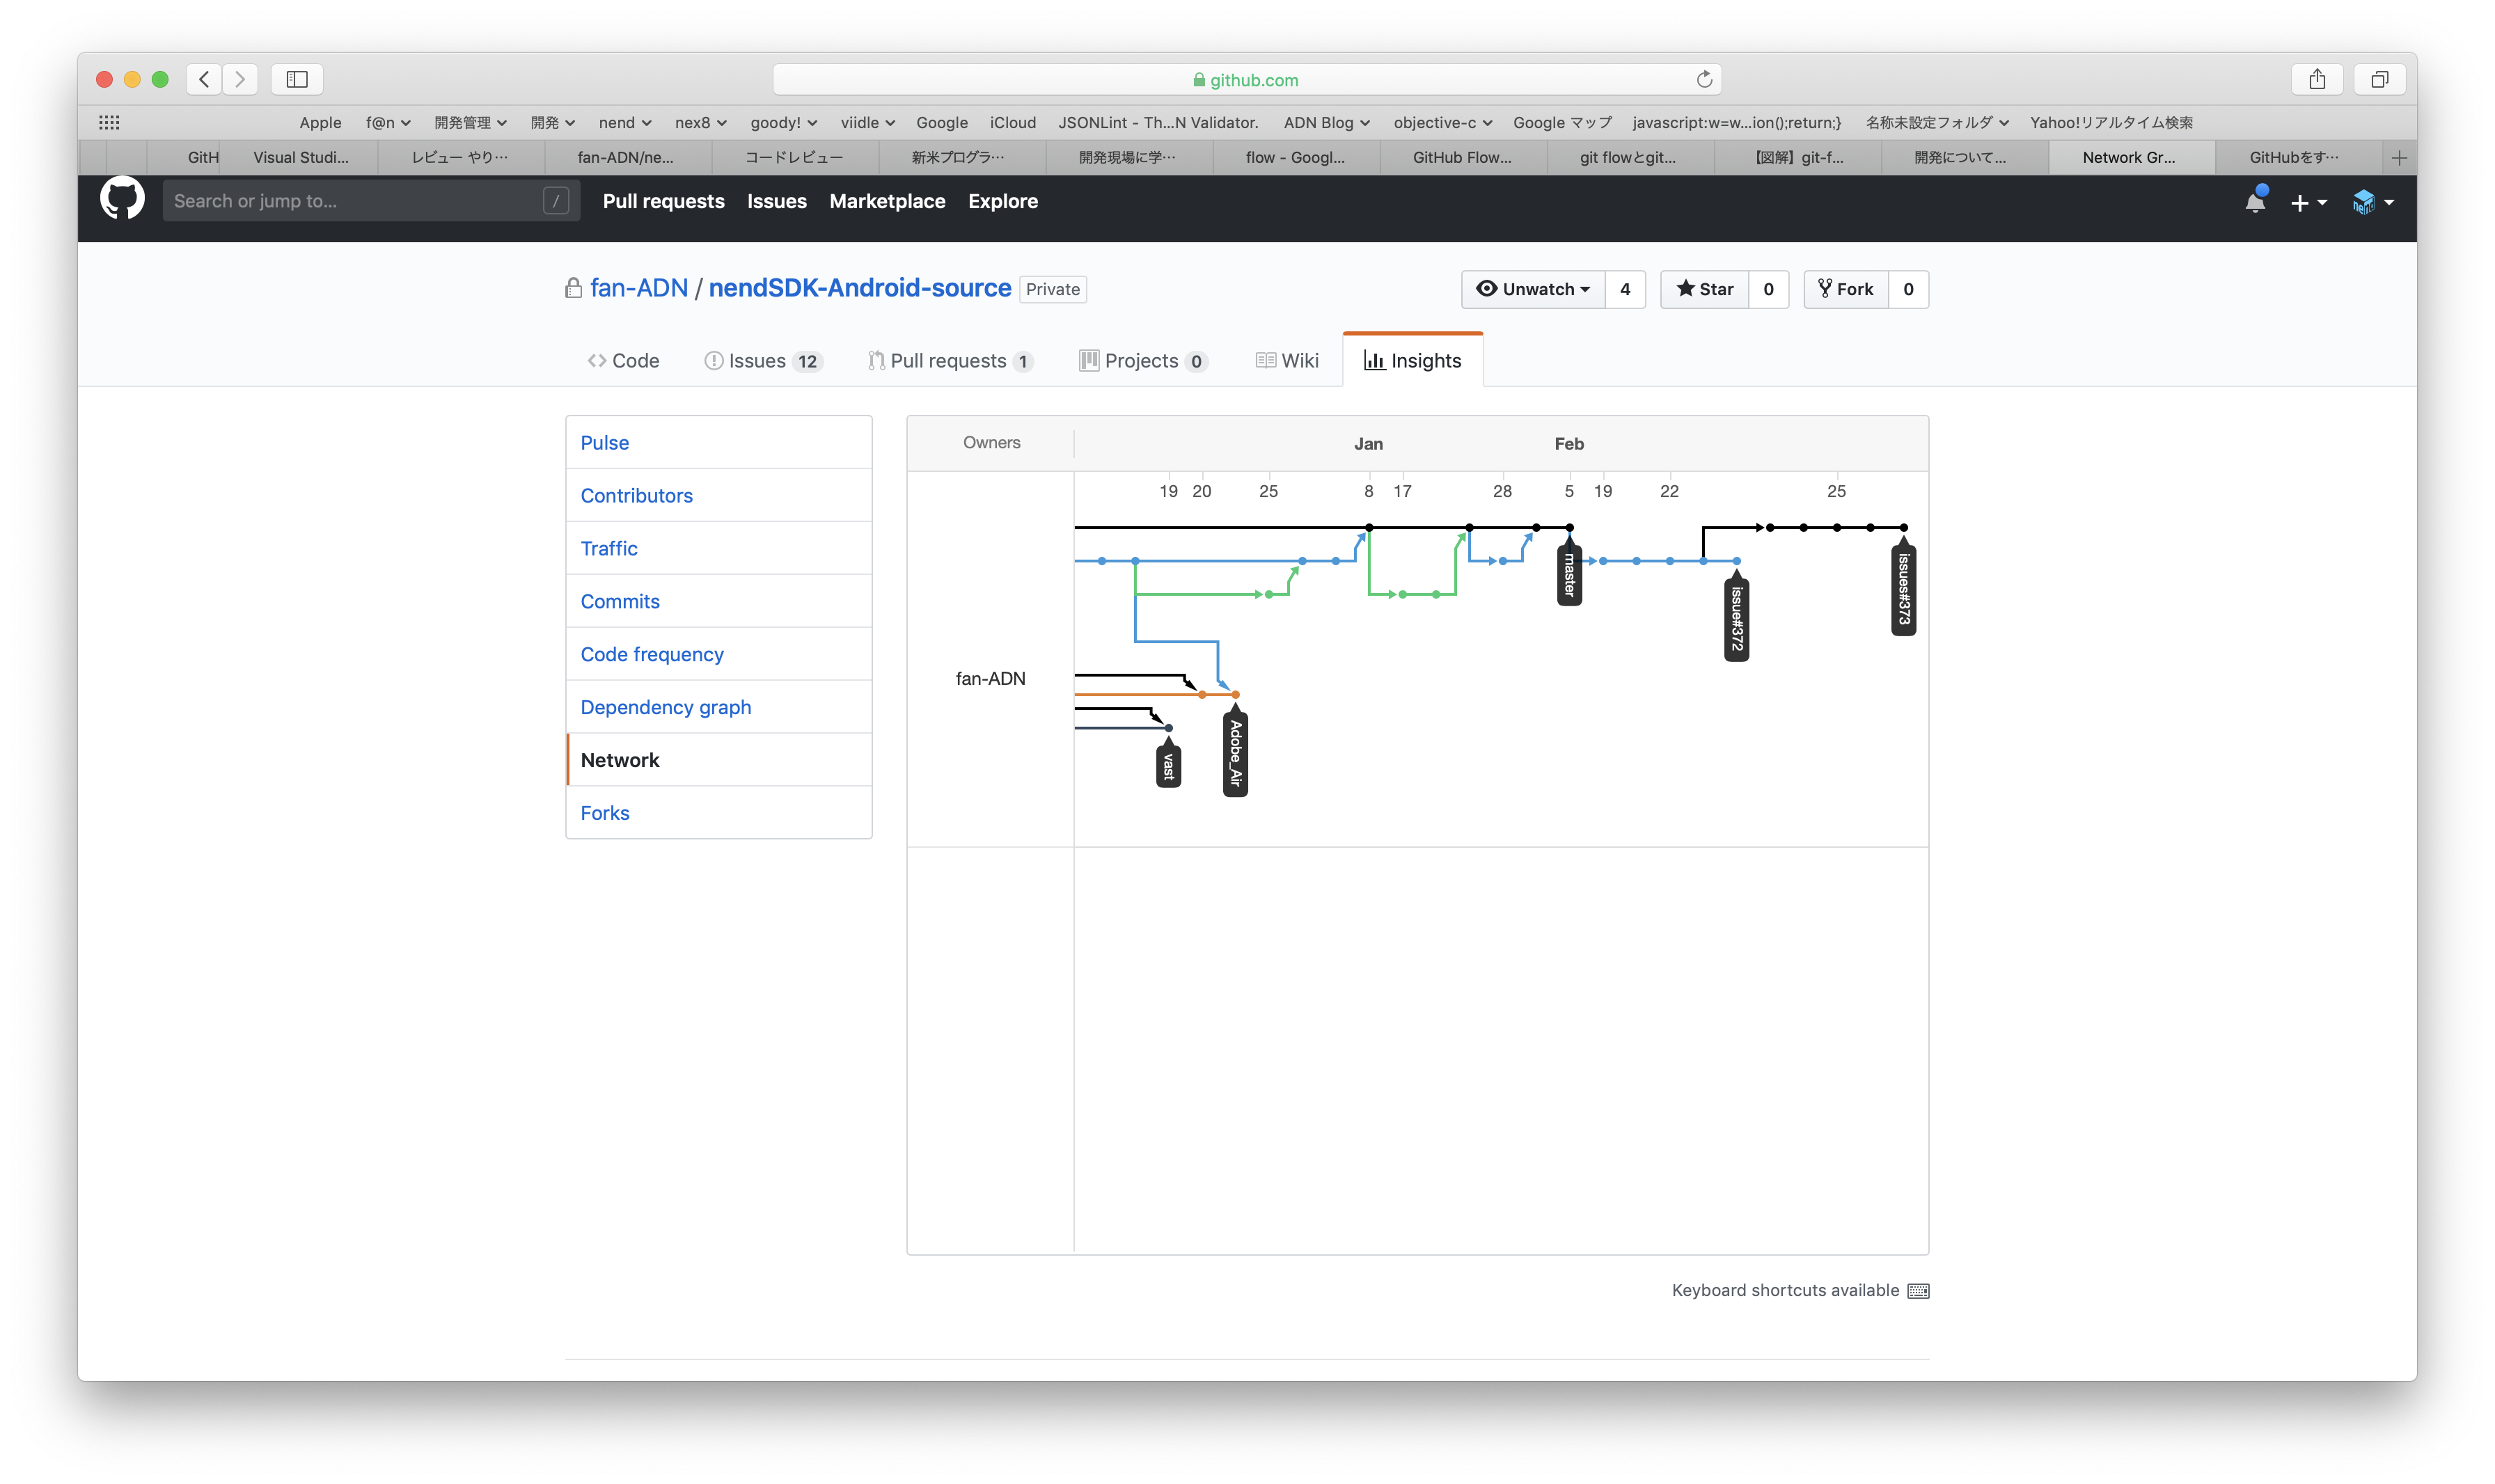 github.com
Apple f@n 開発管理 開発 nend nex8 goody! viidle Google iCloud JSONLint - Th...N Validator. ADN Blog objective-c Google マップ javascript:w=w...ion();return;} 名称未設定フォルダ Yahoo!リアルタイム検索
GitH Visual Studi... レビュー やり… fan-ADN/ne... コードレビュー 新米プログラ… 開発現場に学… flow - Googl... GitHub Flow... git flowとgit... 【図解】git-f... 開発について... Network Gr... GitHubをす…
Search or jump to... / Pull requests Issues Marketplace Explore
nend
fan-ADN / nendSDK-Android-source Private Unwatch 4 Star 0 Fork 0
Code Issues 12 Pull requests 1 Projects 0 Wiki Insights
Pulse
Contributors
Traffic
Commits
Code frequency
Dependency graph
Network
Forks
Owners Jan Feb
19 20 25 8 17 28 5 19 22 25
fan-ADN
master
issue#372
issues#373
vast
Adobe_Air
Keyboard shortcuts available